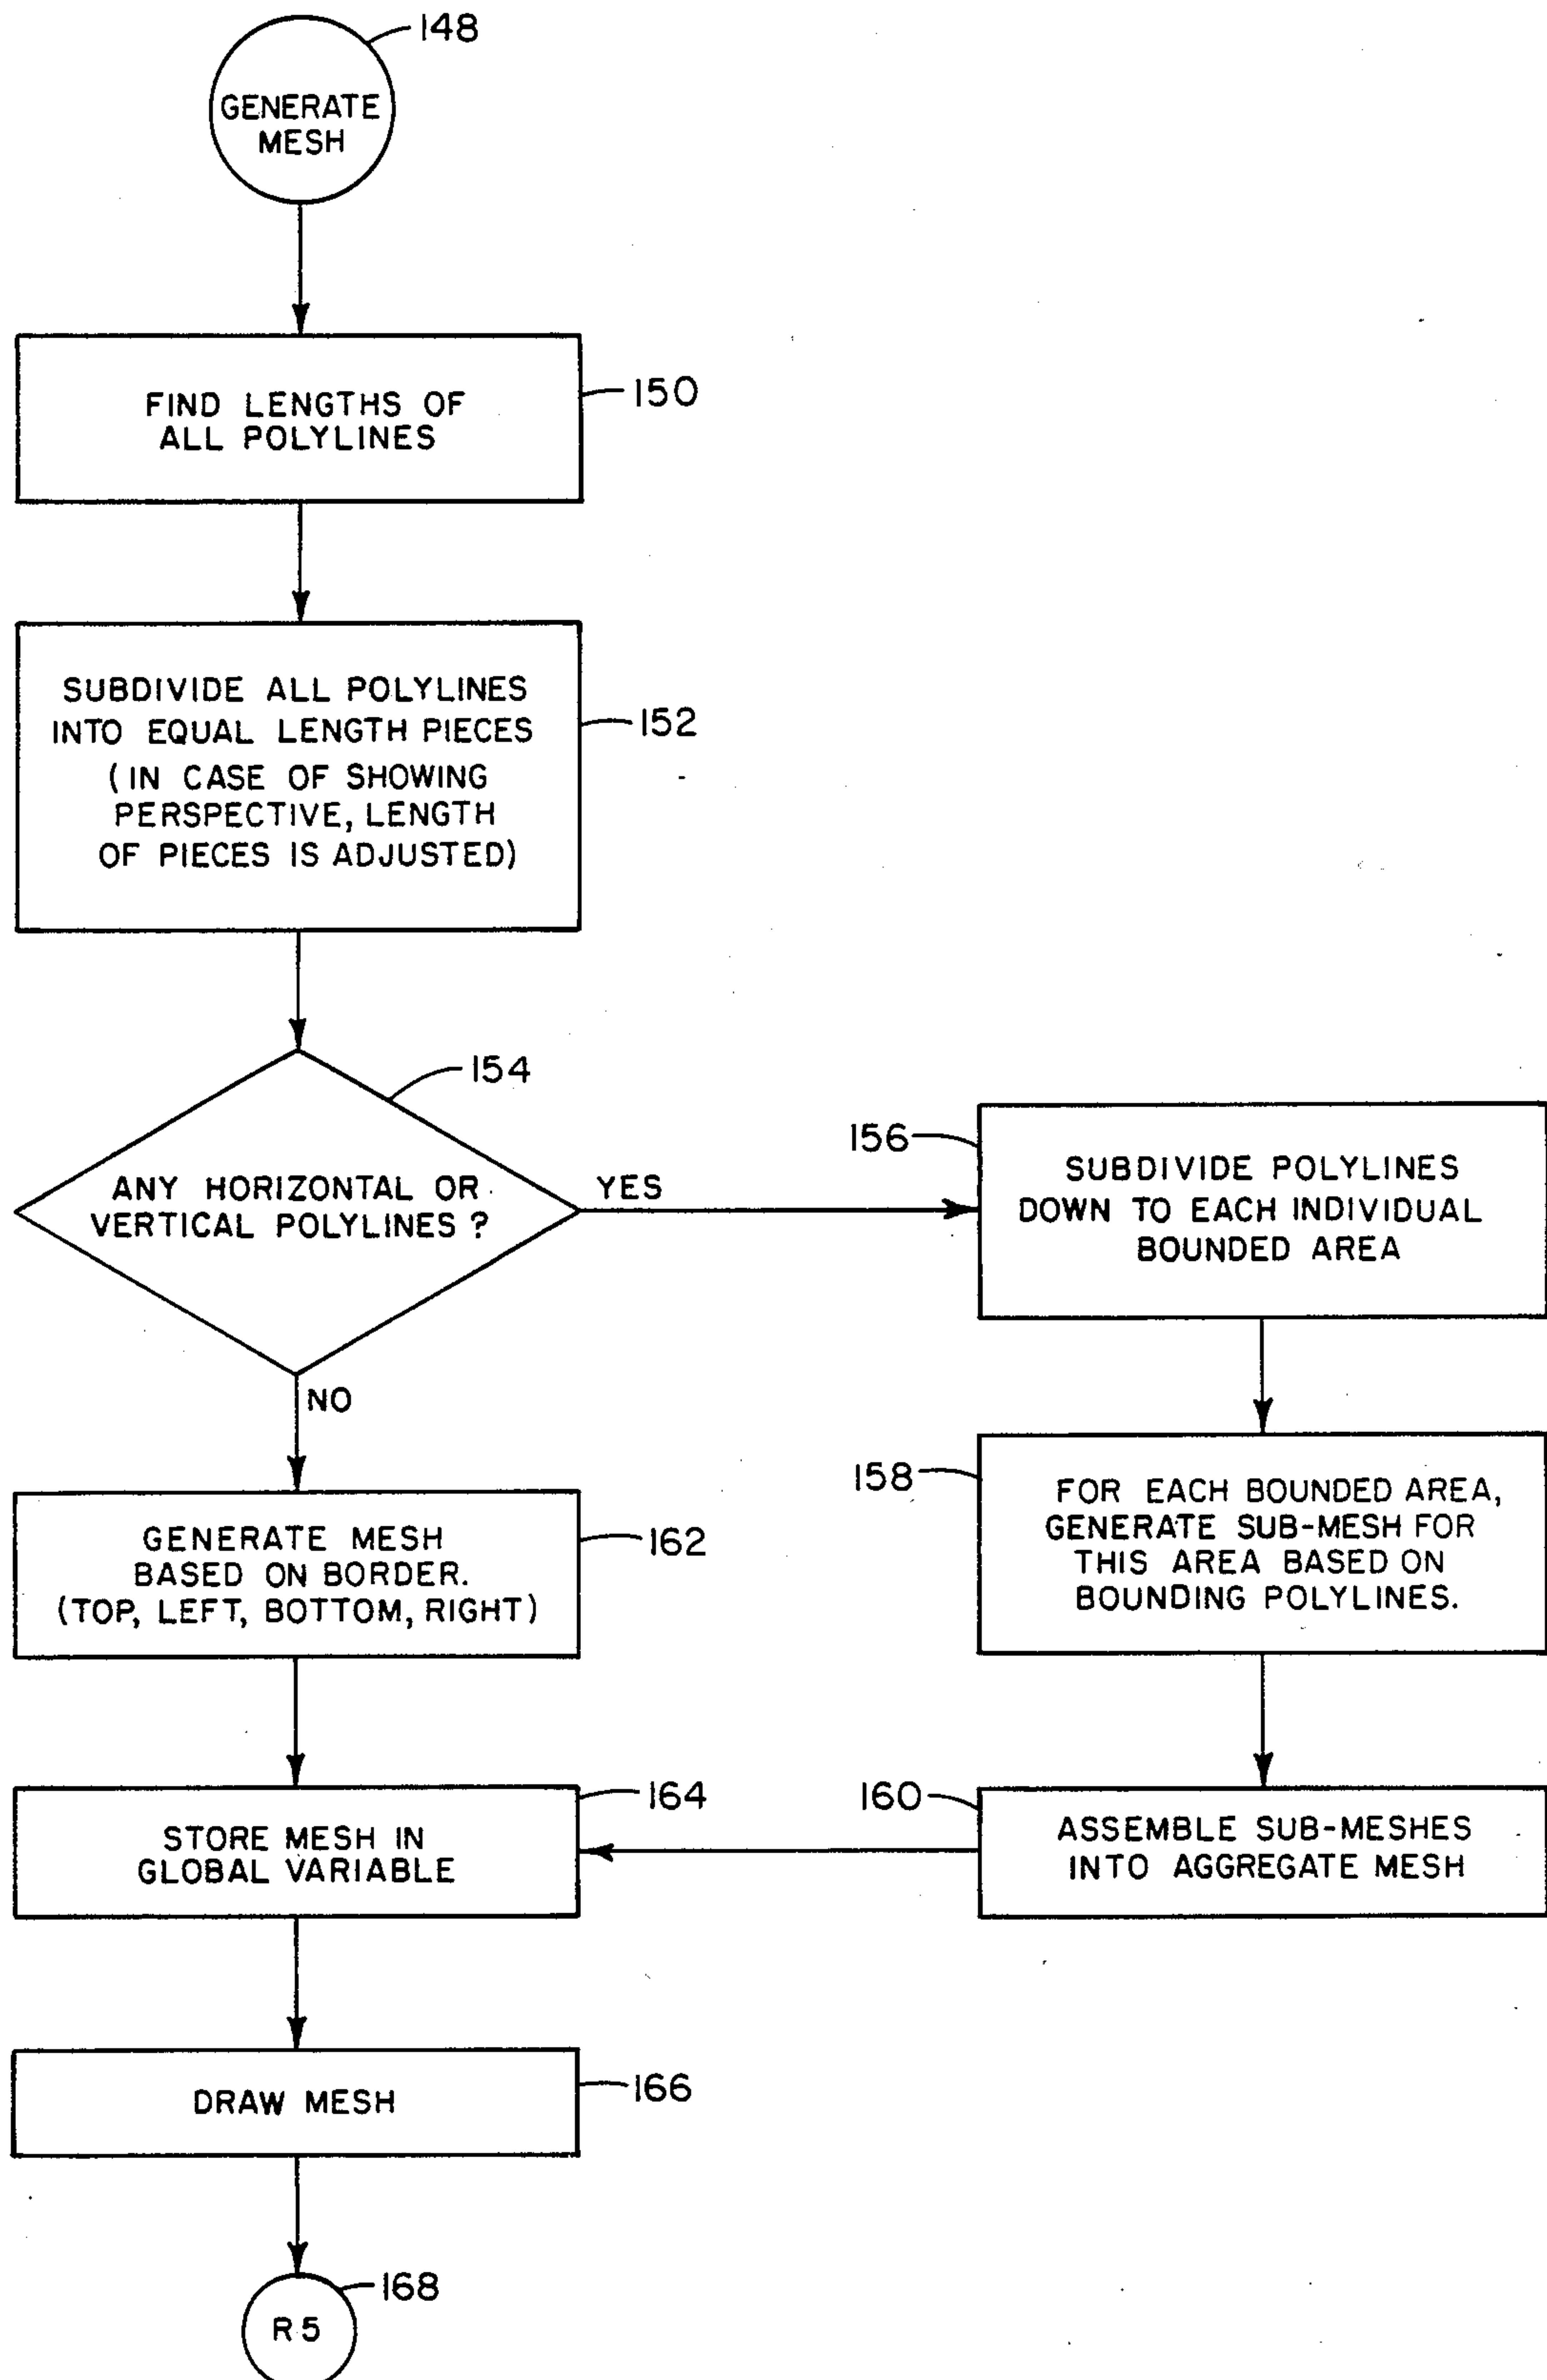 148
GENERATE
MESH
FIND LENGTHS OF
ALL POLYLINES
150
SUBDIVIDE ALL POLYLINES
INTO EQUAL LENGTH PIECES
(IN CASE OF SHOWING
PERSPECTIVE, LENGTH
OF PIECES IS ADJUSTED)
152
154
ANY HORIZONTAL OR
VERTICAL POLYLINES ?
YES
NO
156
SUBDIVIDE POLYLINES
DOWN TO EACH INDIVIDUAL
BOUNDED AREA
158
FOR EACH BOUNDED AREA,
GENERATE SUB-MESH FOR
THIS AREA BASED ON
BOUNDING POLYLINES.
GENERATE MESH
BASED ON BORDER.
(TOP, LEFT, BOTTOM, RIGHT)
162
STORE MESH IN
GLOBAL VARIABLE
164
160
ASSEMBLE SUB-MESHES
INTO AGGREGATE MESH
DRAW MESH
166
168
R5